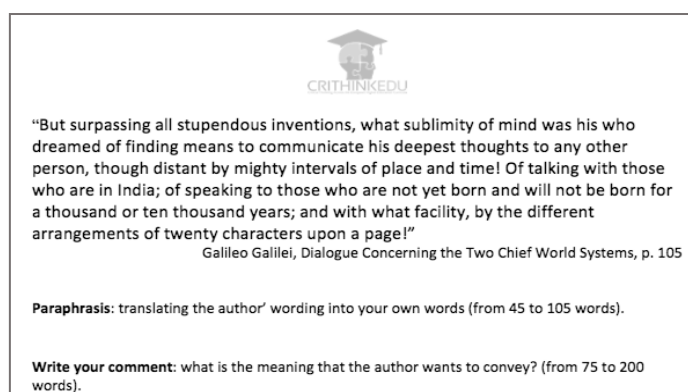 CRITHINKEDU
“But surpassing all stupendous inventions, what sublimity of mind was his who
dreamed of finding means to communicate his deepest thoughts to any other
person, though distant by mighty intervals of place and time! Of talking with those
who are in India; of speaking to those who are not yet born and will not be born for
a thousand or ten thousand years; and with what facility, by the different
arrangements of twenty characters upon a page!”
Galileo Galilei, Dialogue Concerning the Two Chief World Systems, p. 105
Paraphrasis: translating the author’ wording into your own words (from 45 to 105 words).
Write your comment: what is the meaning that the author wants to convey? (from 75 to 200
words).